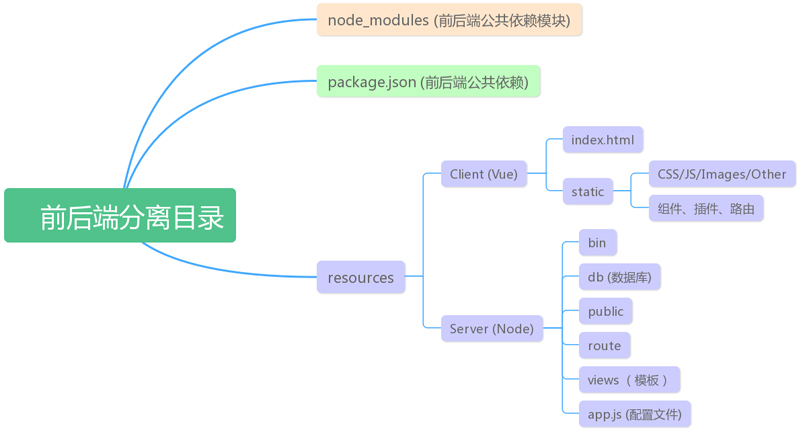 node_modules (前后端公共依赖模块)
package.json (前后端公共依赖)
前后端分离目录
resources
Client (Vue)
index.html
static
CSS/JS/Images/Other
组件、插件、路由
Server (Node)
bin
db (数据库)
public
route
views （ 模板 ）
app.js (配置文件)